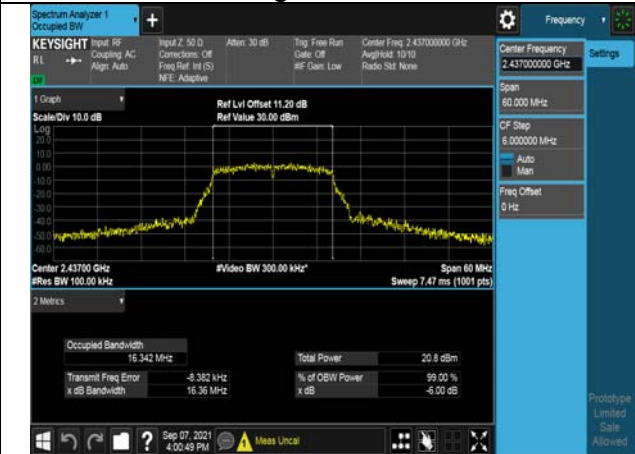 Spectrum Analyzer 1
Occupied BW
+
Frequency
KEYSIGHT
RL
Input: RF
Coupling: AC
Align: Auto
Input Z: 50 Ω
Corrections: Off
Freq Ref: Int (S)
NFE: Adaptive
Atten: 30 dB
Trig: Free Run
Gate: Off
#IF Gain: Low
Center Freq: 2.437000000 GHz
Avg|Hold: 10/10
Radio Std: None
Center Frequency
2.437000000 GHz
Settings
Span
60.000 MHz
CF Step
6.000000 MHz
Auto
Man
Freq Offset
0 Hz
1 Graph
Scale/Div 10.0 dB
Ref Lvl Offset 11.20 dB
Ref Value 30.00 dBm
Log
20.0
10.0
0.00
-10.0
-20.0
-30.0
-40.0
-50.0
-60.0
Center 2.43700 GHz
#Video BW 300.00 kHz*
Span 60 MHz
#Res BW 100.00 kHz
Sweep 7.47 ms (1001 pts)
2 Metrics
Occupied Bandwidth
16.342 MHz
Total Power 20.8 dBm
Transmit Freq Error -8.382 kHz
% of OBW Power 99.00 %
x dB Bandwidth 16.36 MHz
x dB -6.00 dB
Prototype
Limited
Sale
Allowed
?
Sep 07, 2021
4:00:49 PM
Meas Uncal